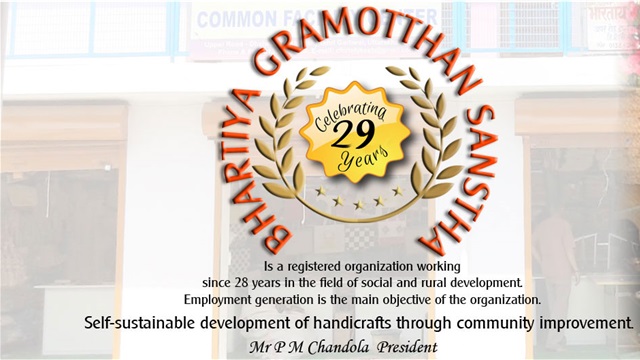 COMMON FACILITY CENTER
भारतीय
BHARTIYA GRAMOTTHAN SANSTHA
Celebrating
29
Years
Is a registered organization working
since 28 years in the field of social and rural development.
Employment generation is the main objective of the organization.
Self-sustainable development of handicrafts through community improvement.
Mr P M Chandola President